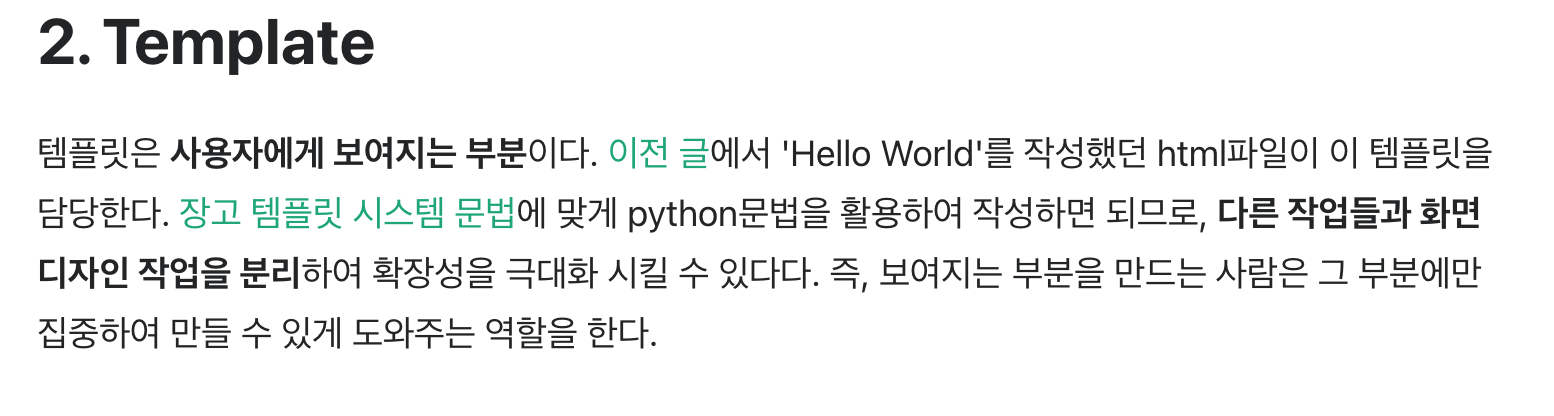 2. Template
템플릿은 사용자에게 보여지는 부분이다. 이전 글에서 'Hello World'를 작성했던 html파일이 이 템플릿을
담당한다. 장고 템플릿 시스템 문법에 맞게 python문법을 활용하여 작성하면 되므로, 다른 작업들과 화면
디자인 작업을 분리하여 확장성을 극대화 시킬 수 있다다. 즉, 보여지는 부분을 만드는 사람은 그 부분에만
집중하여 만들 수 있게 도와주는 역할을 한다.